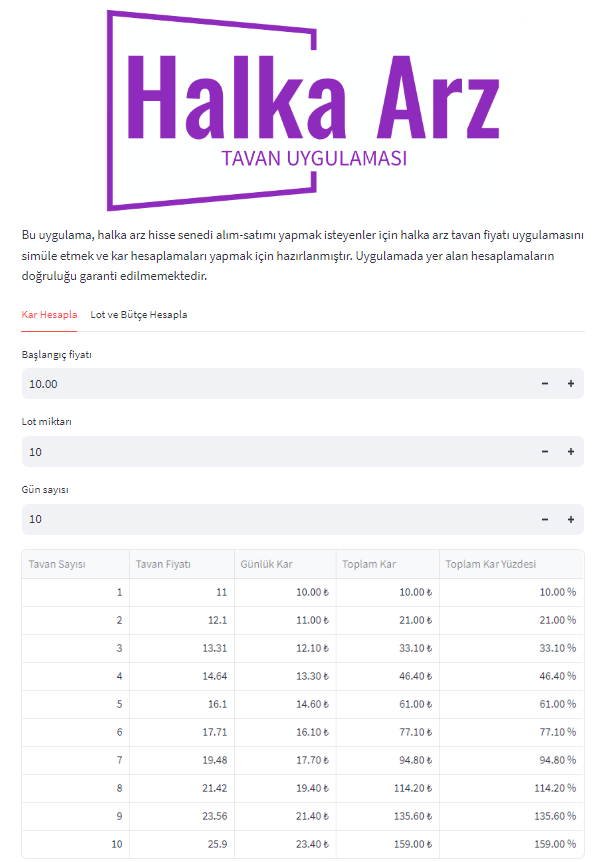 Halka Arz
TAVAN UYGULAMASI
Bu uygulama, halka arz hisse senedi alım-satımı yapmak isteyenler için halka arz tavan fiyatı uygulamasını
simüle etmek ve kar hesaplamaları yapmak için hazırlanmıştır. Uygulamada yer alan hesaplamaların
doğruluğu garanti edilmemektedir.
Kar Hesapla Lot ve Bütçe Hesapla
Başlangıç fiyatı
10.00 − +
Lot miktarı
10 − +
Gün sayısı
10 − +
Tavan Sayısı Tavan Fiyatı Günlük Kar Toplam Kar Toplam Kar Yüzdesi
1 11 10.00 ₺ 10.00 ₺ 10.00 %
2 12.1 11.00 ₺ 21.00 ₺ 21.00 %
3 13.31 12.10 ₺ 33.10 ₺ 33.10 %
4 14.64 13.30 ₺ 46.40 ₺ 46.40 %
5 16.1 14.60 ₺ 61.00 ₺ 61.00 %
6 17.71 16.10 ₺ 77.10 ₺ 77.10 %
7 19.48 17.70 ₺ 94.80 ₺ 94.80 %
8 21.42 19.40 ₺ 114.20 ₺ 114.20 %
9 23.56 21.40 ₺ 135.60 ₺ 135.60 %
10 25.9 23.40 ₺ 159.00 ₺ 159.00 %